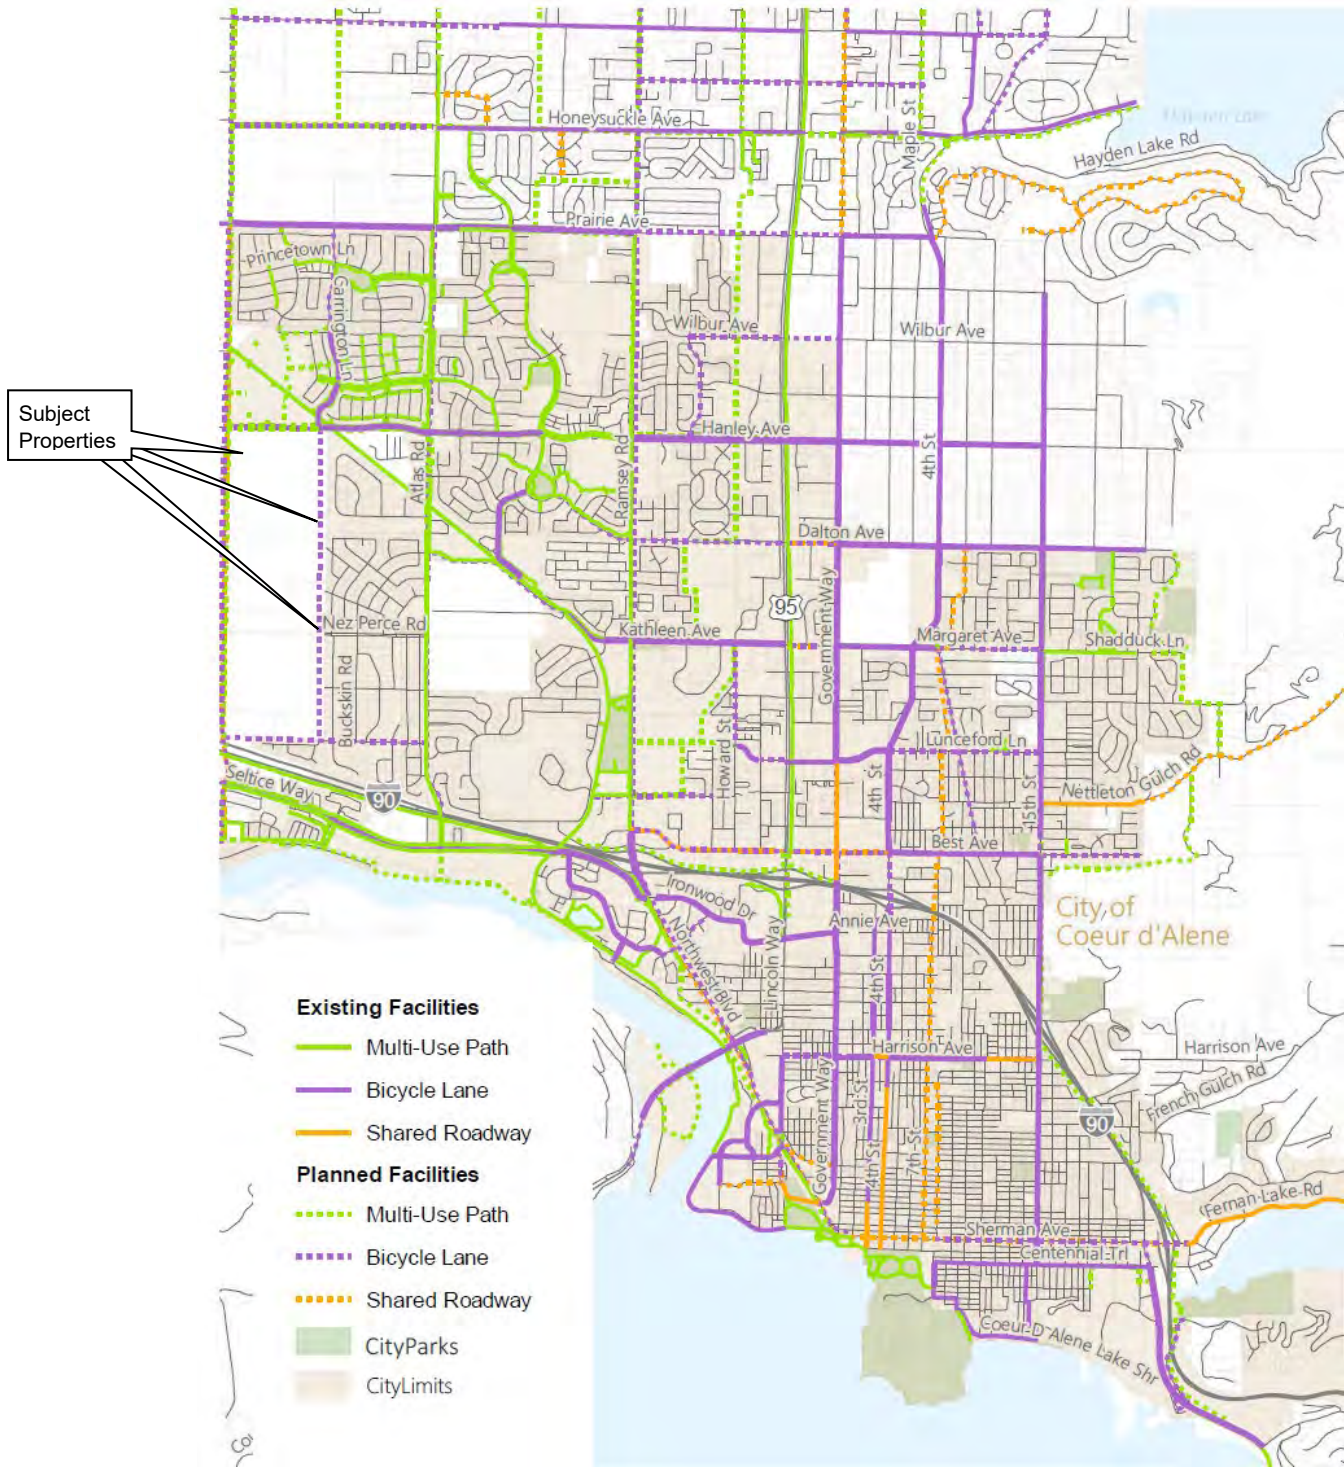 Honeysuckle Ave
Maple St
Hayden Lake Rd
Prairie Ave
Princetown Ln
Carrington Ln
Wilbur Ave
Wilbur Ave
Subject
Properties
Hanley Ave
Atlas Rd
Ramsey Rd
4th St
Dalton Ave
95
Government Way
Nez Perce Rd
Kathleen Ave
Margaret Ave
Shadduck Ln
Buckskin Rd
Howard St
Lunceford Ln
Nettleton Gulch Rd
Seltice Way
90
4th St
15th St
Best Ave
Ironwood Dr
Annie Ave
City of
Coeur d'Alene
Northwest Blvd
Lincoln Way
4th St
Existing Facilities
Multi-Use Path
Bicycle Lane
Shared Roadway
Harrison Ave
Harrison Ave
French Gulch Rd
Government Way
3rd St
4th St
7th St
90
Planned Facilities
Multi-Use Path
Bicycle Lane
Shared Roadway
CityParks
CityLimits
Fernan-Lake-Rd
Sherman Ave
Centennial Trl
Coeur D Alene Lake Shr